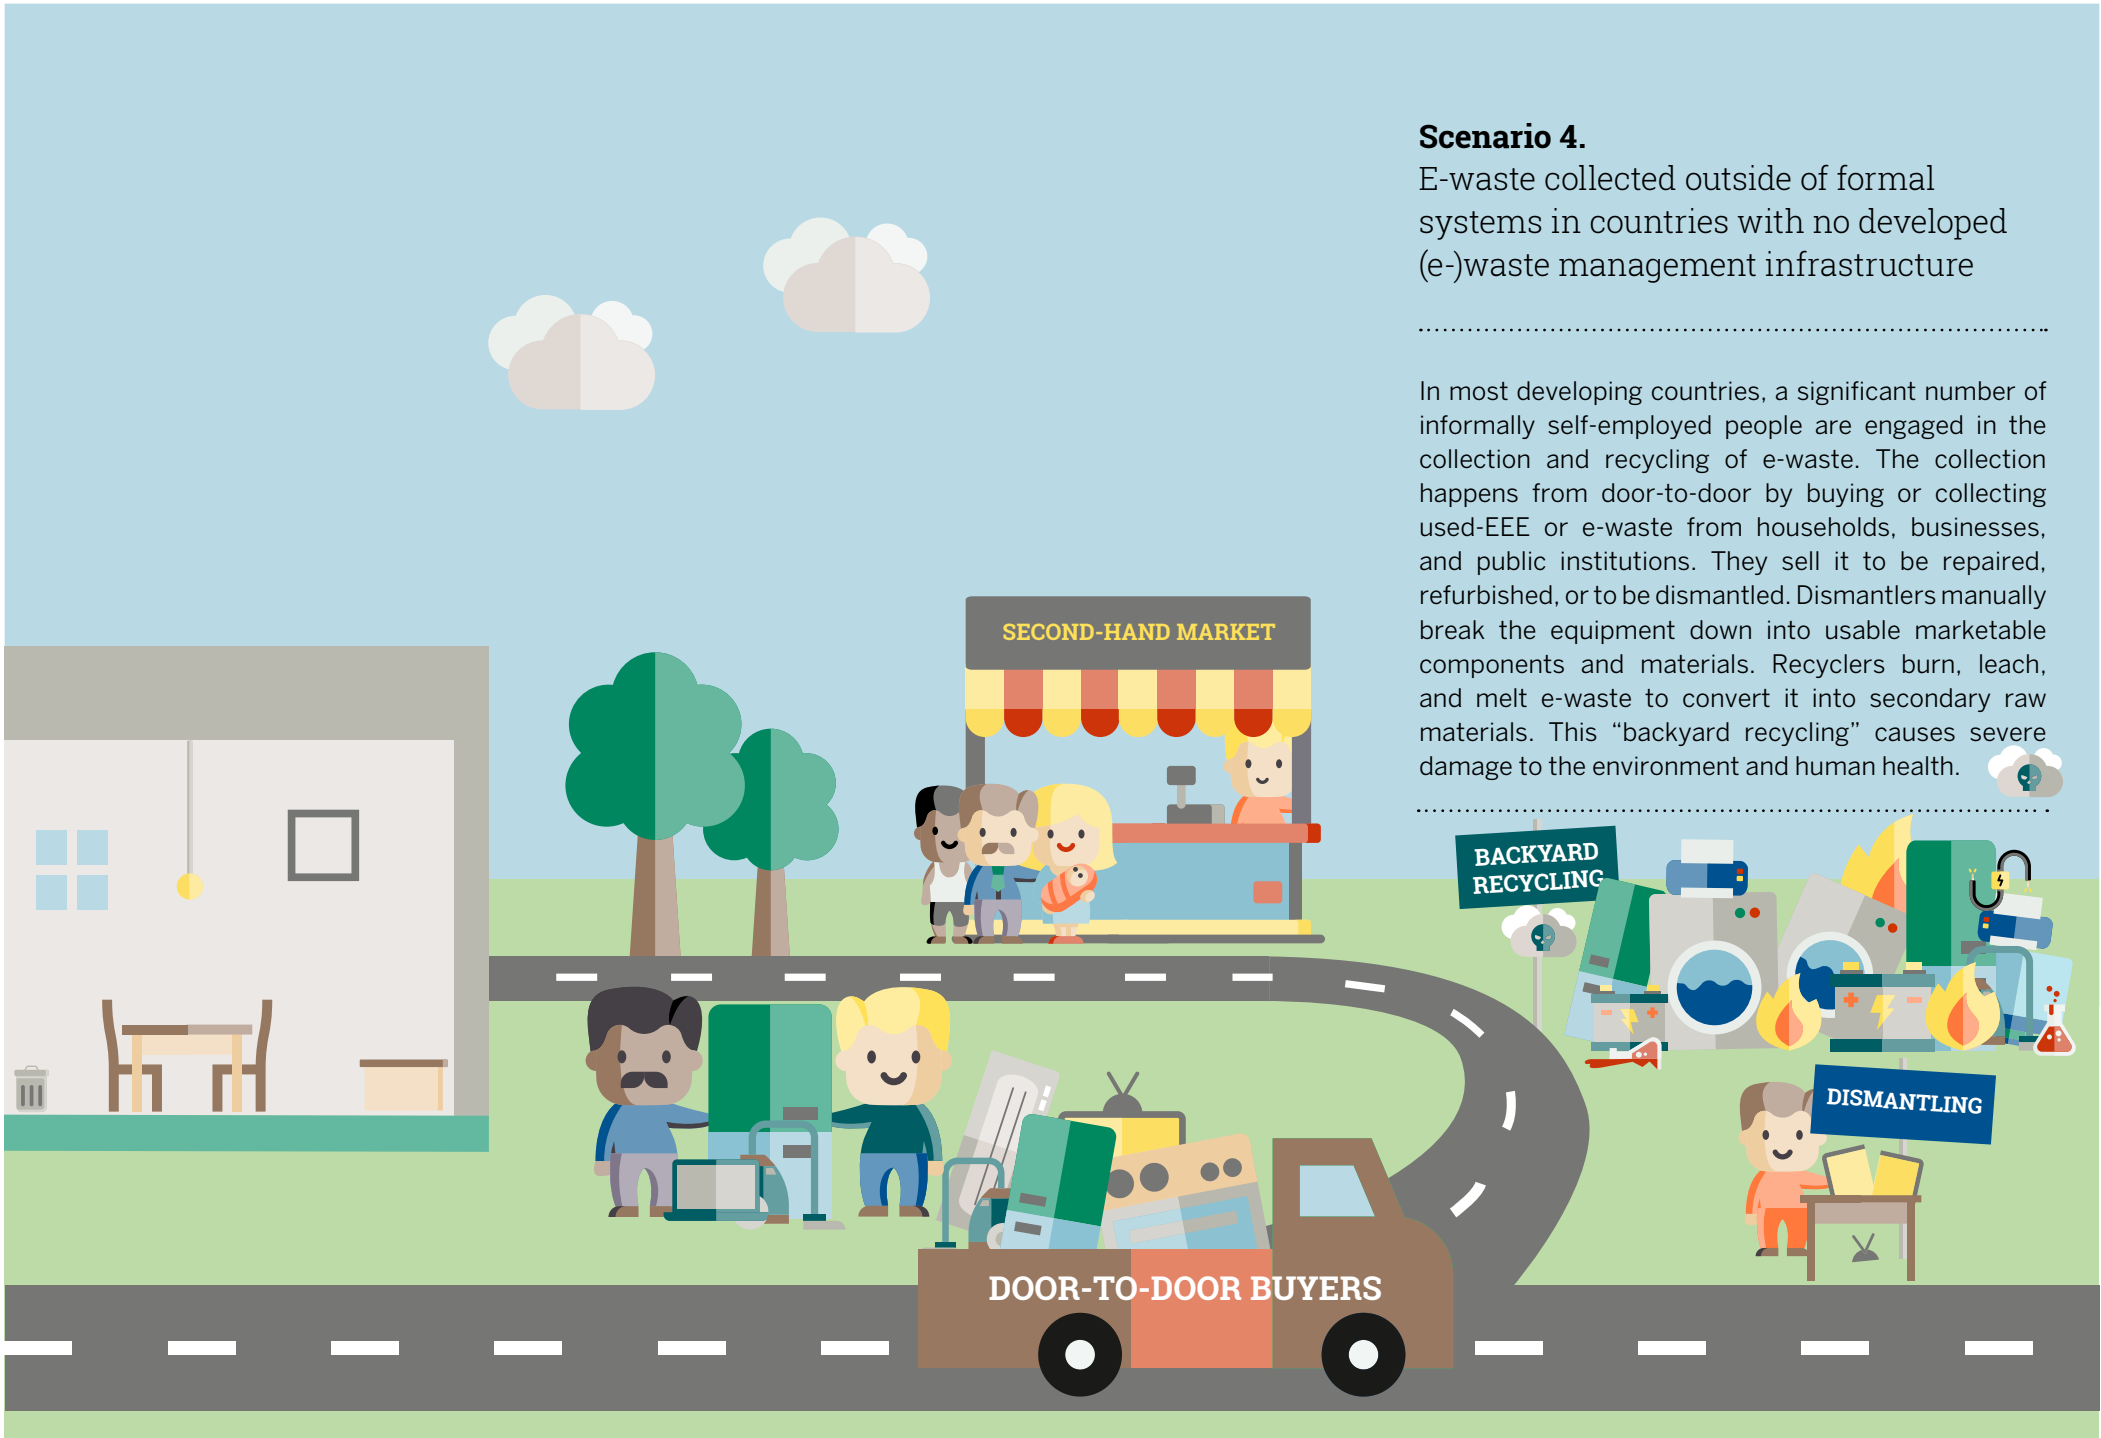 Scenario 4.
E-waste collected outside of formal
systems in countries with no developed
(e-)waste management infrastructure
In most developing countries, a significant number of
informally self-employed people are engaged in the
collection and recycling of e-waste. The collection
happens from door-to-door by buying or collecting
used-EEE or e-waste from households, businesses,
and public institutions. They sell it to be repaired,
refurbished, or to be dismantled. Dismantlers manually
break the equipment down into usable marketable
components and materials. Recyclers burn, leach,
and melt e-waste to convert it into secondary raw
materials. This “backyard recycling” causes severe
damage to the environment and human health.
SECOND-HAND MARKET
BACKYARD
RECYCLING
DISMANTLING
DOOR-TO-DOOR BUYERS